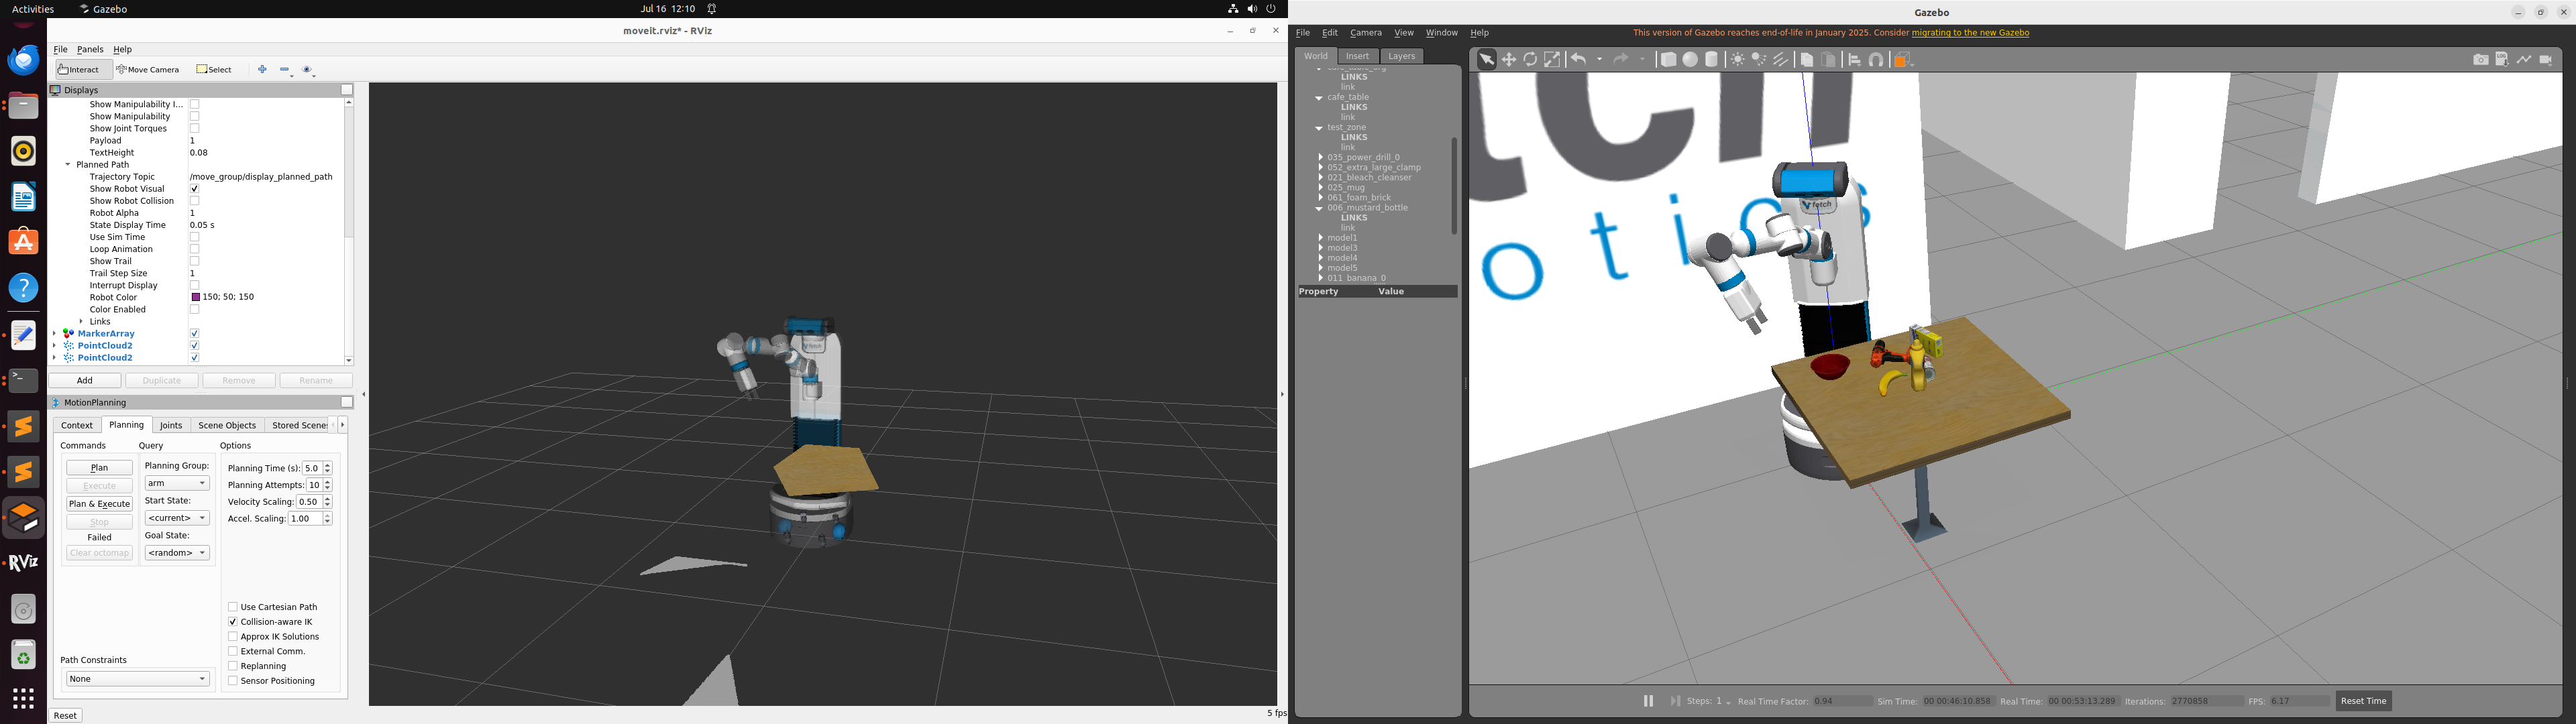 Activities
Gazebo
Jul 16 12:10
moveit.rviz* - RViz
File
Panels
Help
Interact
Move Camera
Select
Displays
Show Manipulability I...
Show Manipulability
Show Joint Torques
Payload 1
TextHeight 0.08
Planned Path
Trajectory Topic /move_group/display_planned_path
Show Robot Visual
Show Robot Collision
Robot Alpha 1
State Display Time 0.05 s
Use Sim Time
Loop Animation
Show Trail
Trail Step Size 1
Interrupt Display
Robot Color 150; 50; 150
Color Enabled
Links
MarkerArray
PointCloud2
PointCloud2
Add
Duplicate
Remove
Rename
MotionPlanning
Context
Planning
Joints
Scene Objects
Stored Scenes
Commands
Query
Options
Plan
Execute
Plan & Execute
Stop
Failed
Clear octomap
Planning Group:
arm
Start State:
<current>
Goal State:
<random>
Planning Time (s): 5.0
Planning Attempts: 10
Velocity Scaling: 0.50
Accel. Scaling: 1.00
Use Cartesian Path
Collision-aware IK
Approx IK Solutions
External Comm.
Replanning
Sensor Positioning
Path Constraints
None
Reset
5 fps
RViz
fetch
Gazebo
File
Edit
Camera
View
Window
Help
This version of Gazebo reaches end-of-life in January 2025. Consider migrating to the new Gazebo
World
Insert
Layers
LINKS
link
cafe_table
LINKS
link
test_zone
LINKS
link
035_power_drill_0
052_extra_large_clamp
021_bleach_cleanser
025_mug
061_foam_brick
006_mustard_bottle
LINKS
link
model1
model3
model4
model5
011_banana_0
Property
Value
tch
otics
fetch
Steps: 1
Real Time Factor: 0.94
Sim Time: 00 00:46:10.858
Real Time: 00 00:53:13.289
Iterations: 2770858
FPS: 6.17
Reset Time